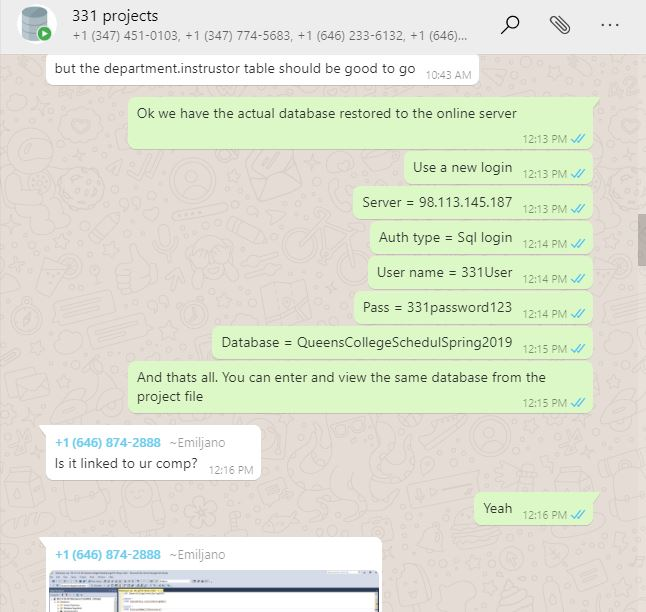 331 projects
+1 (347) 451-0103, +1 (347) 774-5683, +1 (646) 233-6132, +1 (646)...
but the department.instrustor table should be good to go 10:43 AM
Ok we have the actual database restored to the online server
12:13 PM
Use a new login 12:13 PM
Server = 98.113.145.187 12:13 PM
Auth type = Sql login 12:14 PM
User name = 331User 12:14 PM
Pass = 331password123 12:14 PM
Database = QueensCollegeSchedulSpring2019 12:15 PM
And thats all. You can enter and view the same database from the
project file 12:15 PM
+1 (646) 874-2888 ~Emiljano
Is it linked to ur comp? 12:16 PM
Yeah 12:16 PM
+1 (646) 874-2888 ~Emiljano